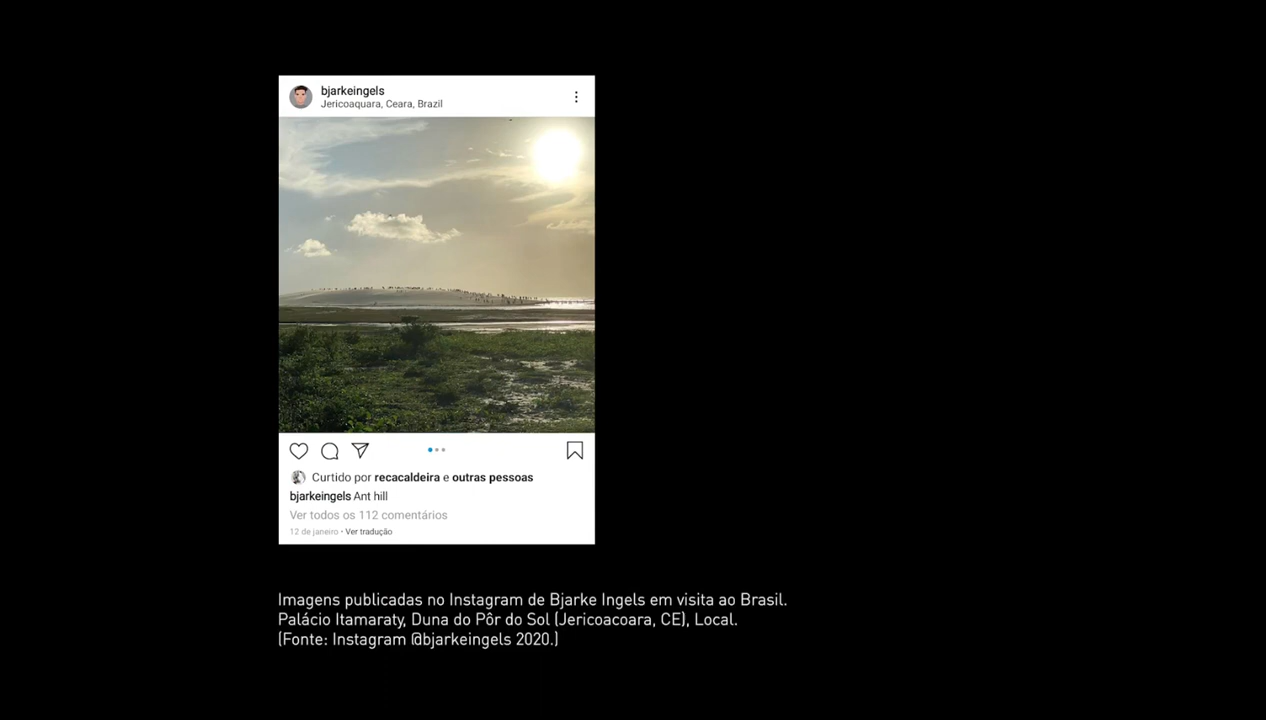 bjarkeingels
Jericoaquara, Ceara, Brazil
Curtido por recacaldeira e outras pessoas
bjarkeingels Ant hill
Ver todos os 112 comentários
12 de janeiro • Ver tradução
Imagens publicadas no Instagram de Bjarke Ingels em visita ao Brasil.
Palácio Itamaraty, Duna do Pôr do Sol (Jericoacoara, CE), Local.
(Fonte: Instagram @bjarkeingels 2020.)